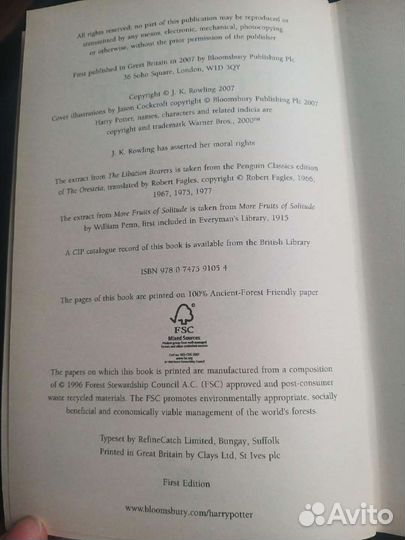 All rights reserved; no part of this publication may be reproduced or
transmitted by any means, electronic, mechanical, photocopying
or otherwise, without the prior permission of the publisher
First published in Great Britain in 2007 by Bloomsbury Publishing Plc
36 Soho Square, London, W1D 3QY
Copyright © J. K. Rowling 2007
Cover illustrations by Jason Cockcroft copyright © Bloomsbury Publishing Plc 2007
Harry Potter, names, characters and related indicia are
copyright and trademark Warner Bros., 2000™
J. K. Rowling has asserted her moral rights
The extract from The Libation Bearers is taken from the Penguin Classics edition
of The Oresteia, translated by Robert Fagles, copyright © Robert Fagles, 1966,
1967, 1975, 1977
The extract from More Fruits of Solitude is taken from More Fruits of Solitude
by William Penn, first included in Everyman's Library, 1915
A CIP catalogue record of this book is available from the British Library
ISBN 978 0 7475 9105 4
The pages of this book are printed on 100% Ancient-Forest Friendly paper
FSC
Mixed Sources
The papers on which this book is printed are manufactured from a composition
of © 1996 Forest Stewardship Council A.C. (FSC) approved and post-consumer
waste recycled materials. The FSC promotes environmentally appropriate, socially
beneficial and economically viable management of the world's forests.
Typeset by RefineCatch Limited, Bungay, Suffolk
Printed in Great Britain by Clays Ltd, St Ives plc
First Edition
www.bloomsbury.com/harrypotter
Avito